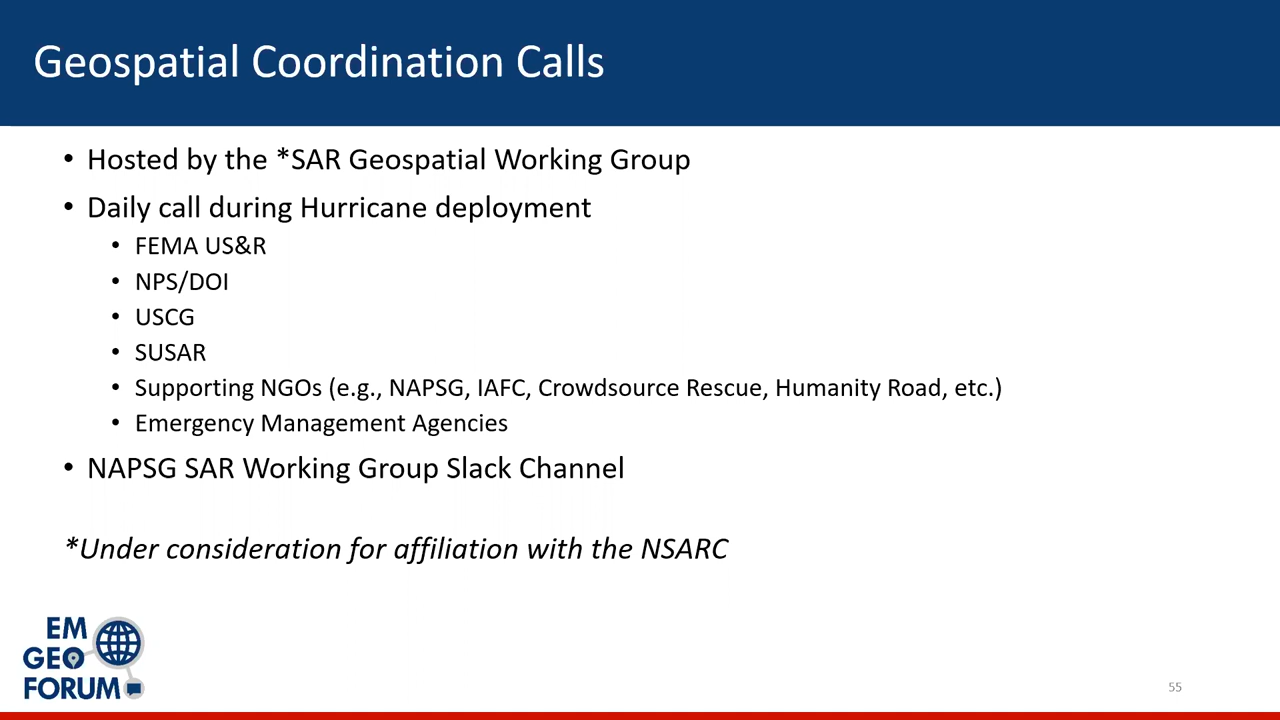 Geospatial Coordination Calls
• Hosted by the *SAR Geospatial Working Group
• Daily call during Hurricane deployment
• FEMA US&R
• NPS/DOI
• USCG
• SUSAR
• Supporting NGOs (e.g., NAPSG, IAFC, Crowdsource Rescue, Humanity Road, etc.)
• Emergency Management Agencies
• NAPSG SAR Working Group Slack Channel
*Under consideration for affiliation with the NSARC
EM
GEO
FORUM
55